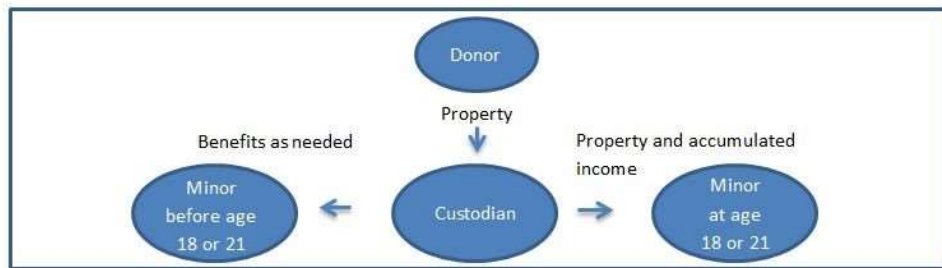 Donor
Property
Benefits as needed
Property and accumulated
income
Minor
before age
18 or 21
Custodian
Minor
at age
18 or 21